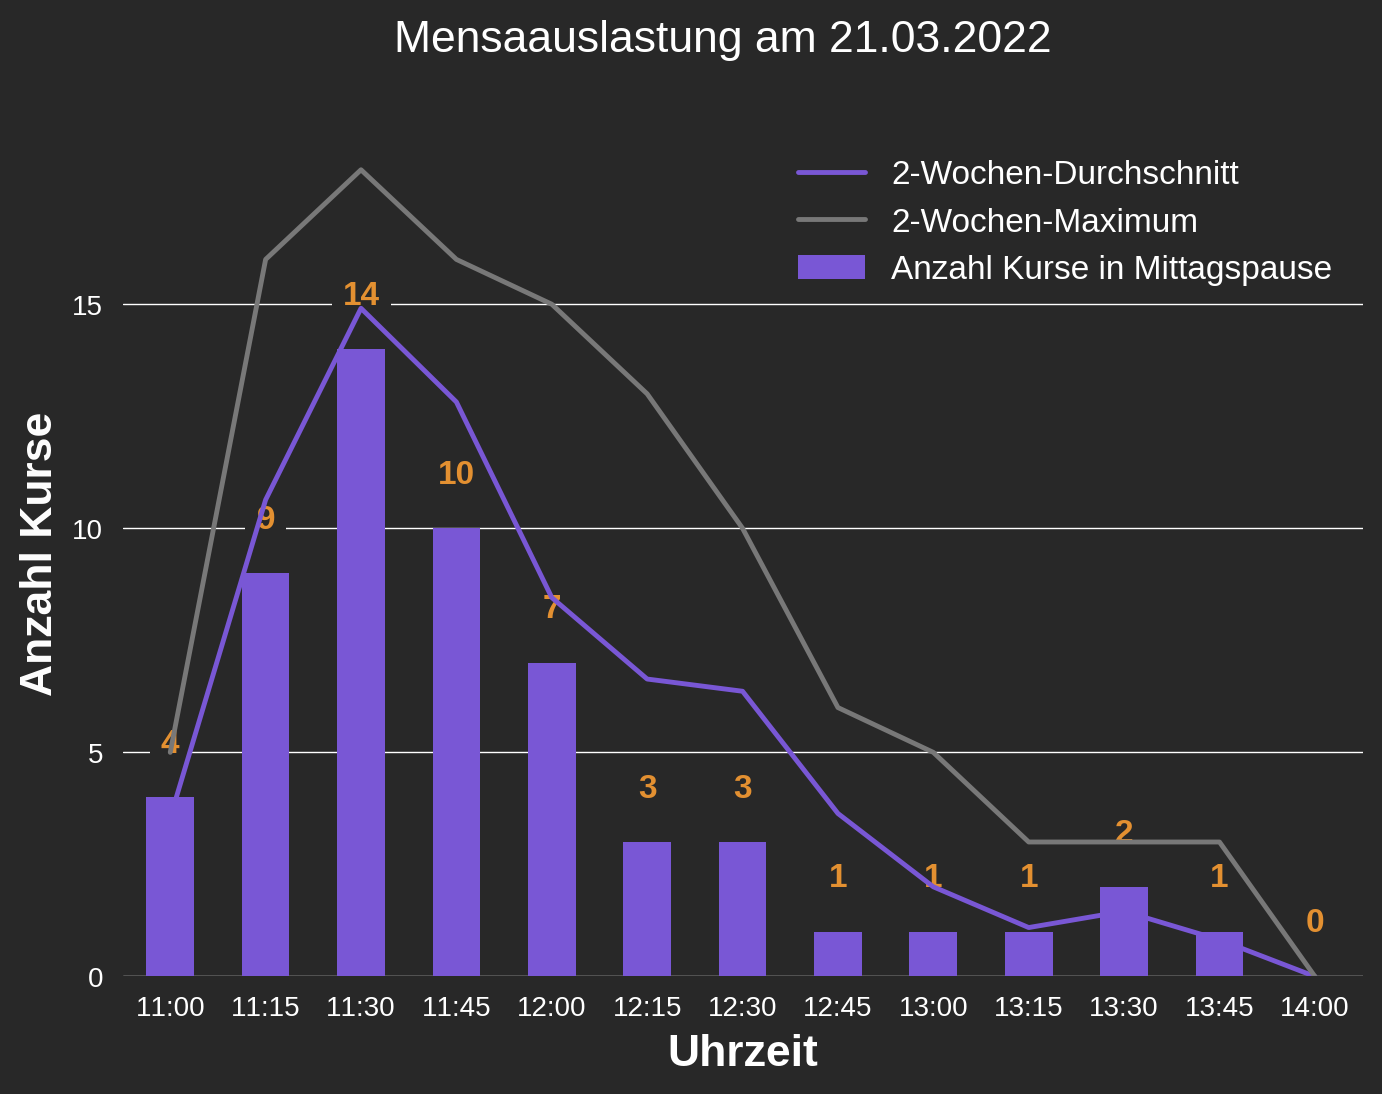 Mensaauslastung am 21.03.2022
2-Wochen-Durchschnitt
2-Wochen-Maximum
Anzahl Kurse in Mittagspause
Anzahl Kurse
15
10
5
0
4
9
14
10
7
3
3
1
1
1
2
1
0
11:00 11:15 11:30 11:45 12:00 12:15 12:30 12:45 13:00 13:15 13:30 13:45 14:00
Uhrzeit